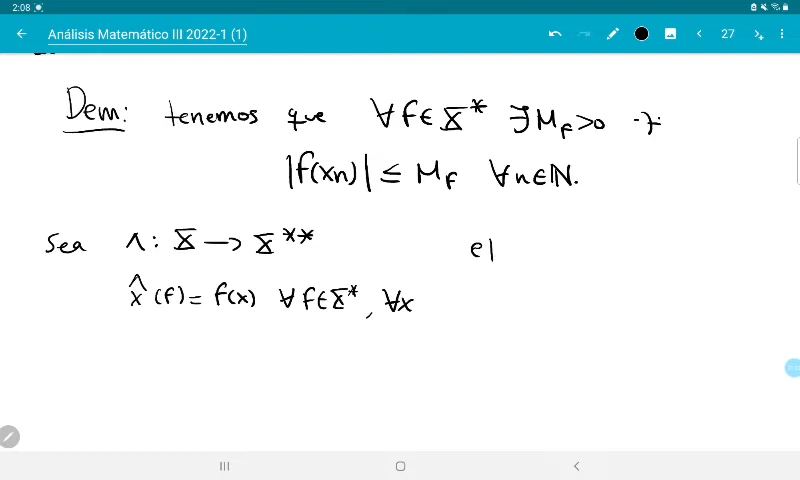 2:08
Análisis Matemático III 2022-1 (1)
27
Dem: tenemos que ∀f∈X* ∃M_f>0 t:
|f(xn)| ≤ M_f ∀n∈ℕ.
Sea ∧: X → X** el
x̂(f) = f(x) ∀f∈X*, ∀x